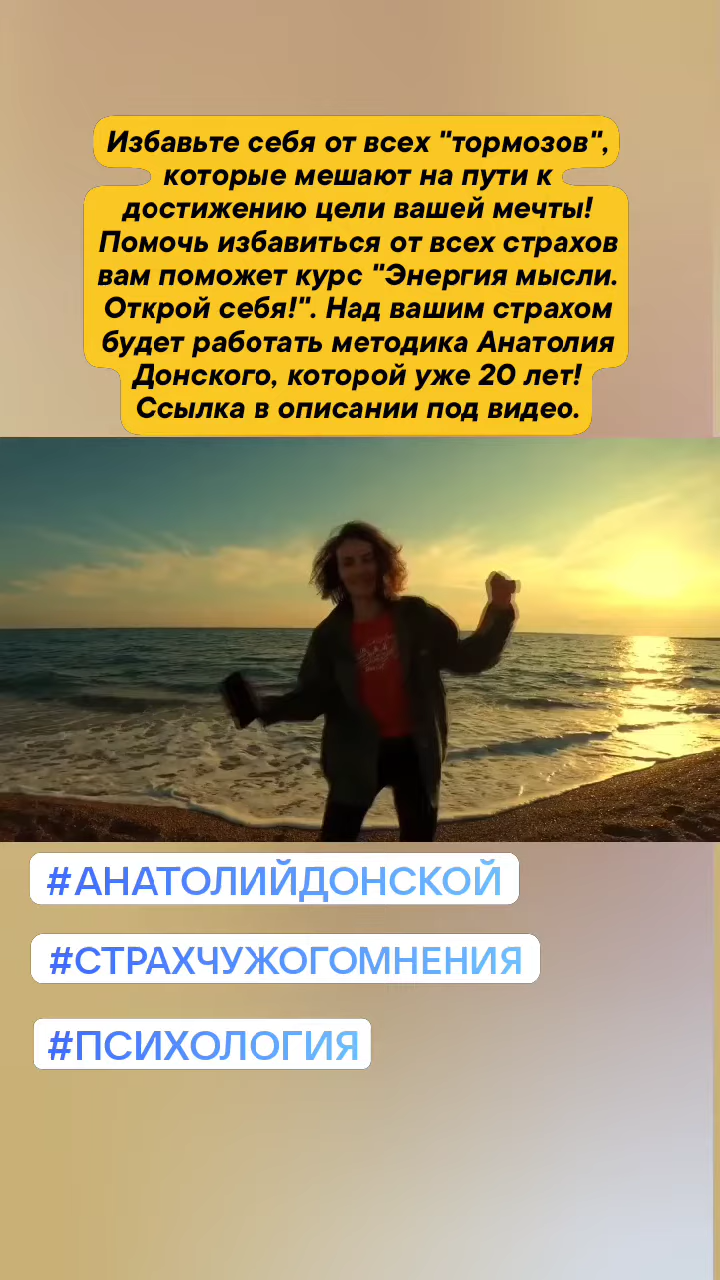 Избавьте себя от всех "тормозов",
которые мешают на пути к
достижению цели вашей мечты!
Помочь избавиться от всех страхов
вам поможет курс "Энергия мысли.
Открой себя!". Над вашим страхом
будет работать методика Анатолия
Донского, которой уже 20 лет!
Ссылка в описании под видео.
#АНАТОЛИЙДОНСКОЙ
#СТРАХЧУЖОГОМНЕНИЯ
#ПСИХОЛОГИЯ